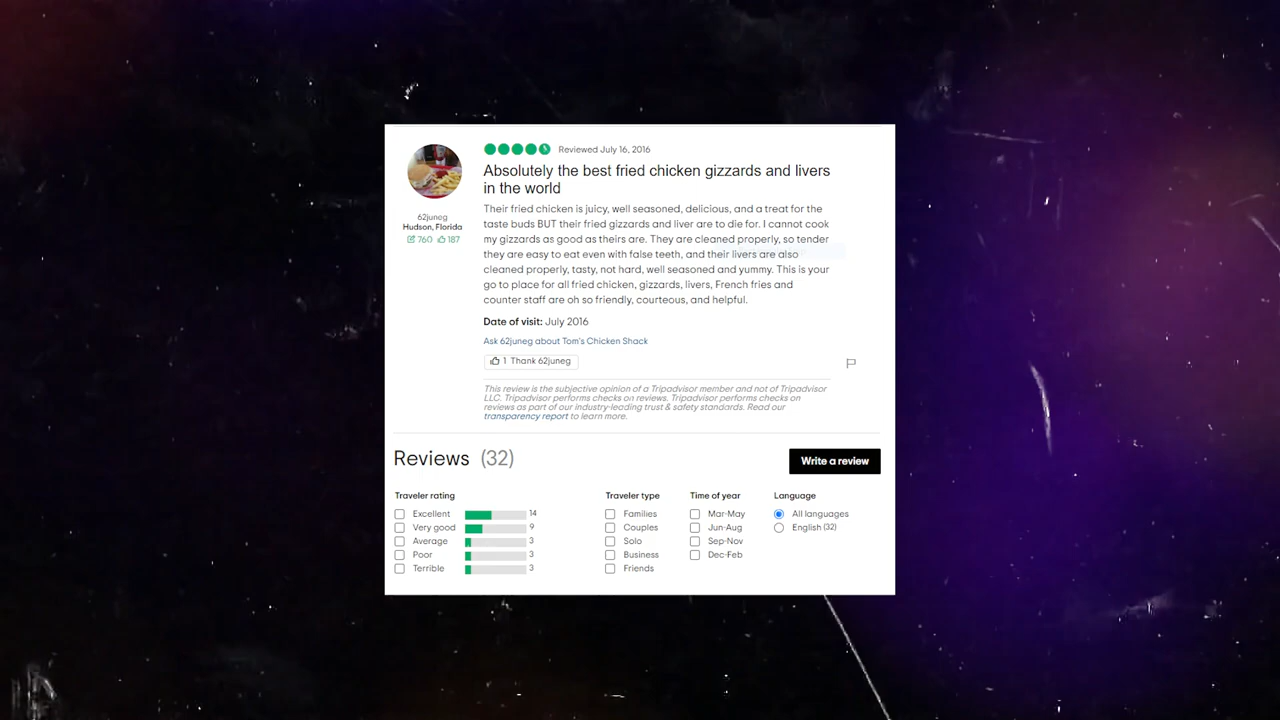 Reviewed July 16, 2016
Absolutely the best fried chicken gizzards and livers
in the world
62juneg
Hudson, Florida
760 187
Their fried chicken is juicy, well seasoned, delicious, and a treat for the
taste buds BUT their fried gizzards and liver are to die for. I cannot cook
my gizzards as good as theirs are. They are cleaned properly, so tender
they are easy to eat even with false teeth, and their livers are also
cleaned properly, tasty, not hard, well seasoned and yummy. This is your
go to place for all fried chicken, gizzards, livers, French fries and
counter staff are oh so friendly, courteous, and helpful.
Date of visit: July 2016
Ask 62juneg about Tom's Chicken Shack
1 Thank 62juneg
This review is the subjective opinion of a Tripadvisor member and not of Tripadvisor
LLC. Tripadvisor performs checks on reviews. Tripadvisor performs checks on
reviews as part of our industry-leading trust & safety standards. Read our
transparency report to learn more.
Reviews (32)
Write a review
Traveler rating
Excellent 14
Very good 9
Average 3
Poor 3
Terrible 3
Traveler type
Families
Couples
Solo
Business
Friends
Time of year
Mar-May
Jun-Aug
Sep-Nov
Dec-Feb
Language
All languages
English (32)